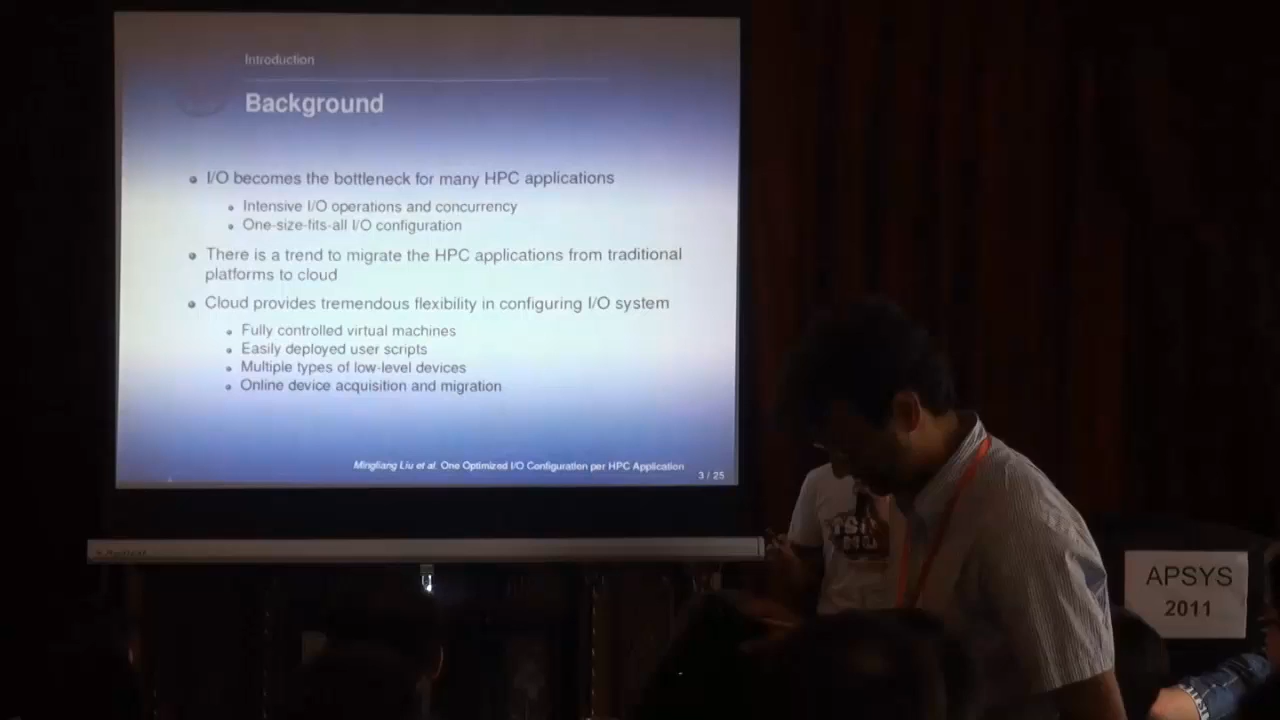 Introduction
Background
I/O becomes the bottleneck for many HPC applications
Intensive I/O operations and concurrency
One-size-fits-all I/O configuration
There is a trend to migrate the HPC applications from traditional
platforms to cloud
Cloud provides tremendous flexibility in configuring I/O system
Fully controlled virtual machines
Easily deployed user scripts
Multiple types of low-level devices
Online device acquisition and migration
Mingliang Liu et al. One Optimized I/O Configuration per HPC Application
3 / 25
APSYS
2011